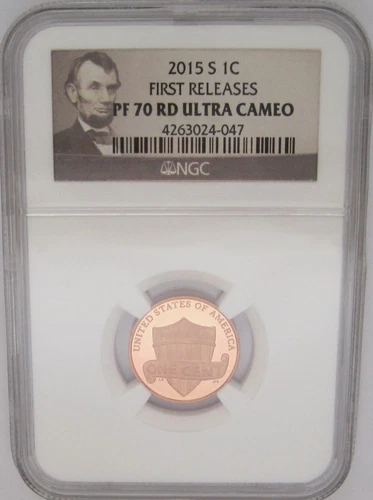 2015 S 1C
FIRST RELEASES
PF 70 RD ULTRA CAMEO
4263024-047
NGC
UNITED STATES OF AMERICA
ONE CENT